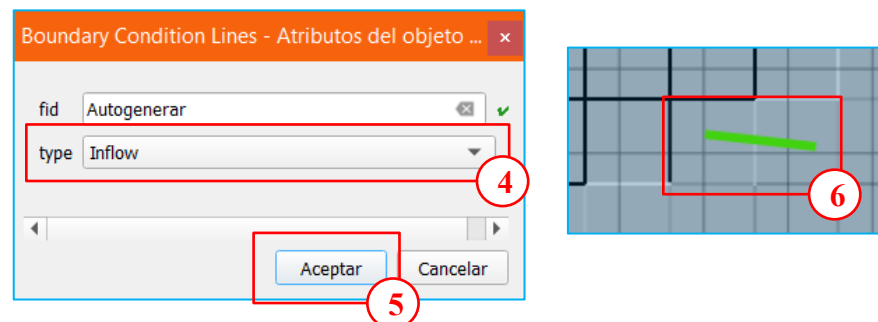 Boundary Condition Lines - Atributos del objeto ...
fid Autogenerar
type Inflow
4
Aceptar Cancelar
5
6